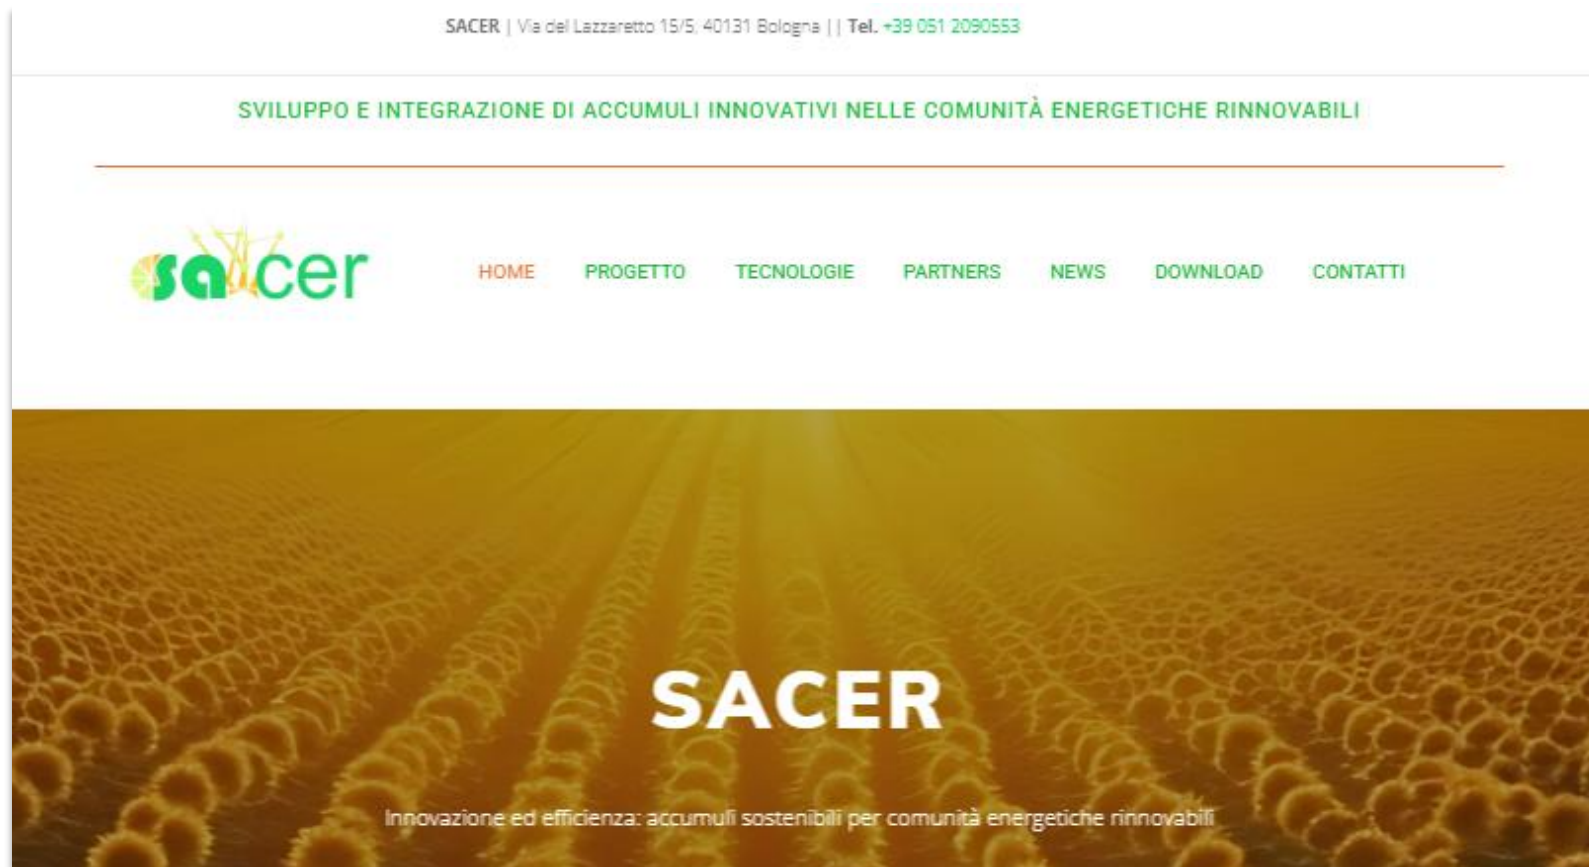 SACER | Via del Lazzaretto 15/5, 40131 Bologna || Tel. +39 051 2090553
SVILUPPO E INTEGRAZIONE DI ACCUMULI INNOVATIVI NELLE COMUNITÀ ENERGETICHE RINNOVABILI
sacer
HOME PROGETTO TECNOLOGIE PARTNERS NEWS DOWNLOAD CONTATTI
SACER
Innovazione ed efficienza: accumuli sostenibili per comunità energetiche rinnovabili